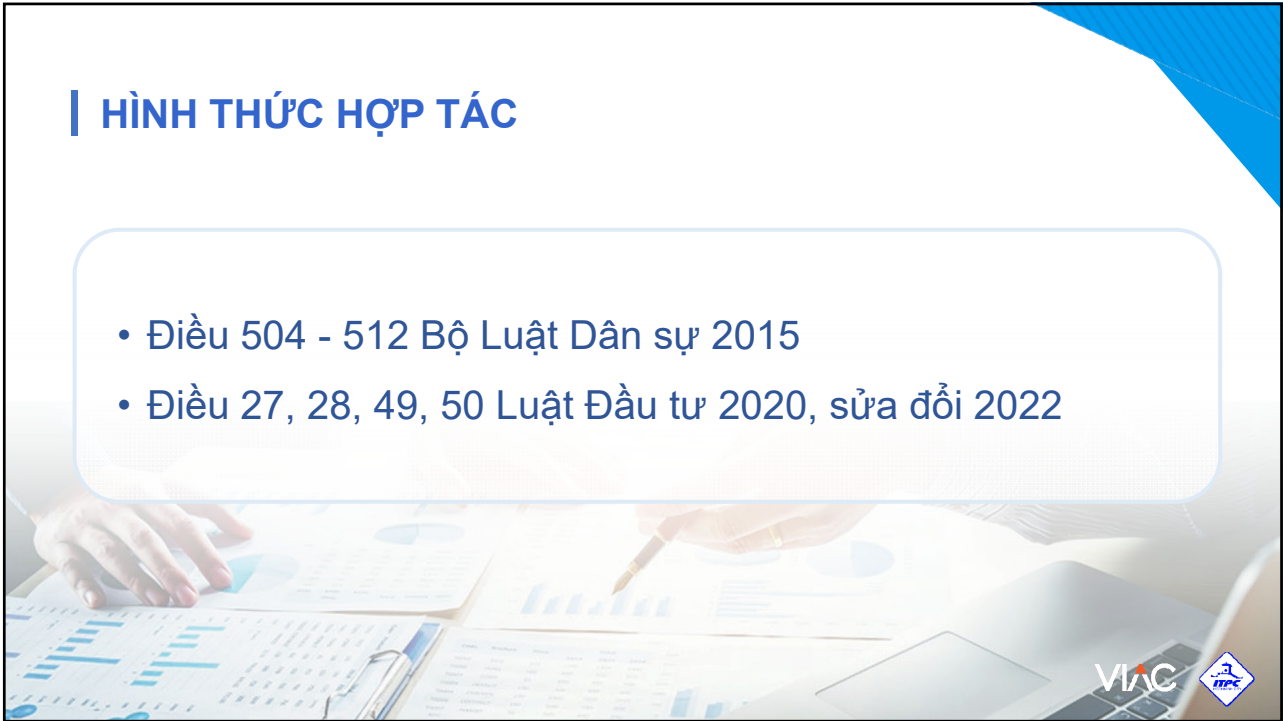 HÌNH THỨC HỢP TÁC
• Điều 504 - 512 Bộ Luật Dân sự 2015
• Điều 27, 28, 49, 50 Luật Đầu tư 2020, sửa đổi 2022
VIAC
ITPC